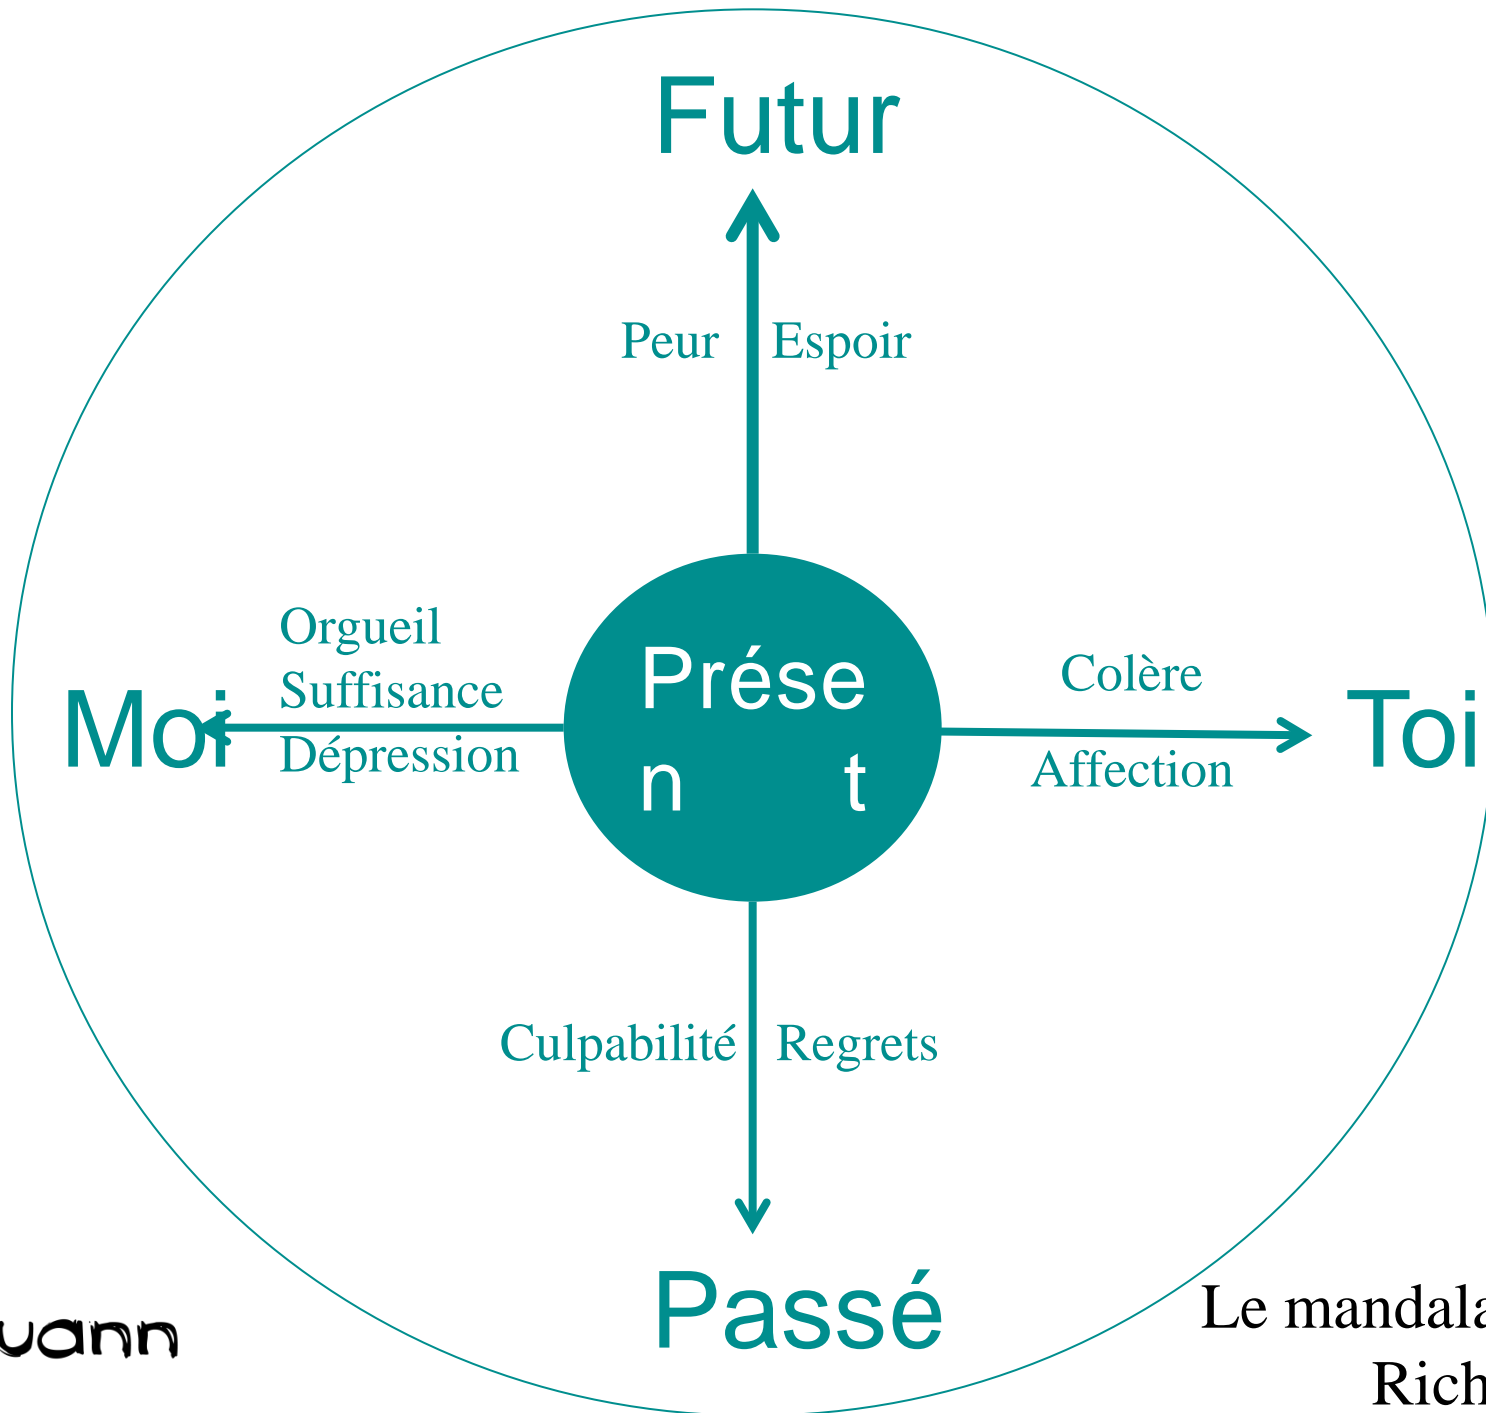 Futur
Peur Espoir
Orgueil
Suffisance
Dépression
Moi
Prése
n t
Colère
Affection
Toi
Culpabilité Regrets
Passé
Le mandala
Rich